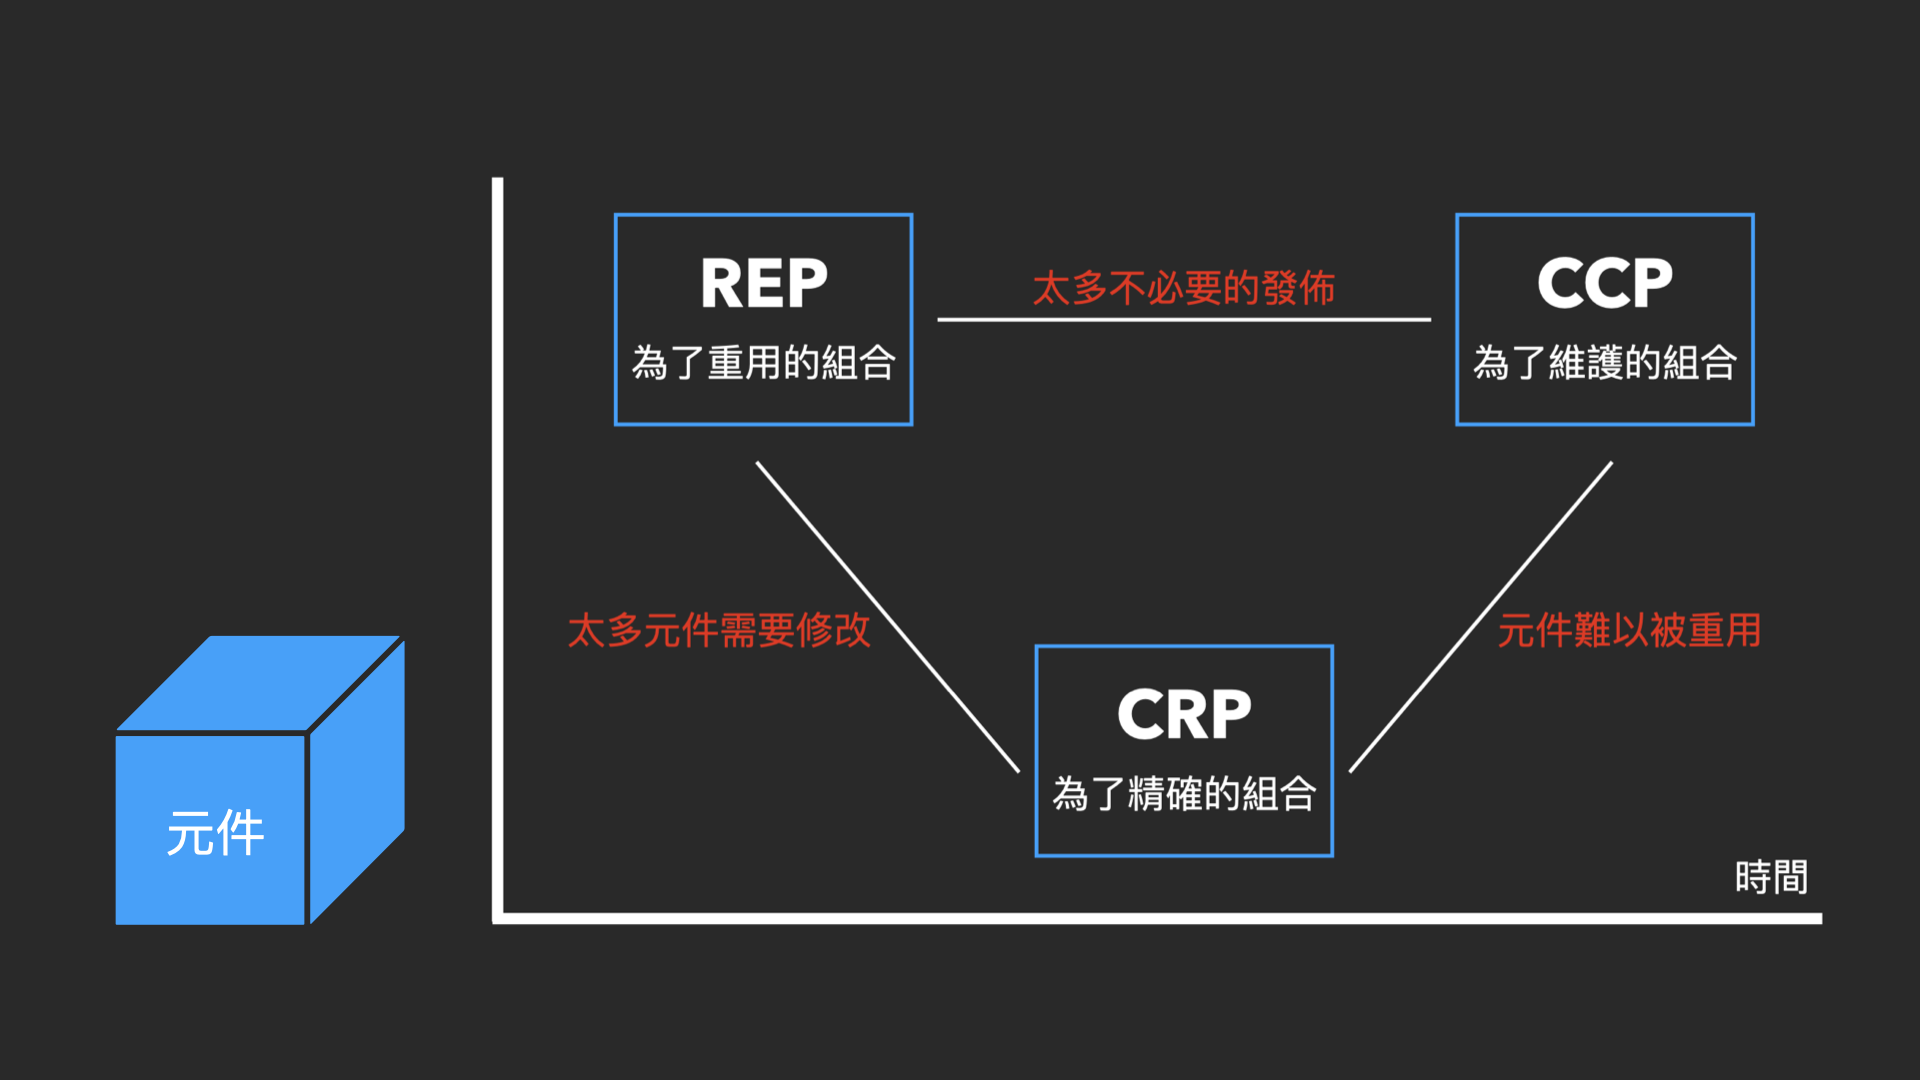 REP
為了重用的組合
太多不必要的發佈
CCP
為了維護的組合
太多元件需要修改
元件難以被重用
CRP
為了精確的組合
元件
時間